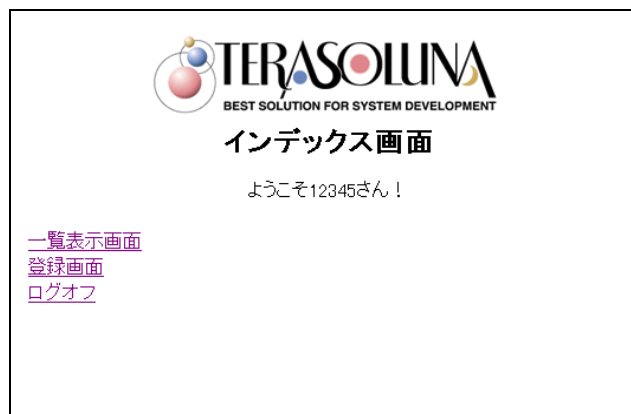 TERASOLUNA
BEST SOLUTION FOR SYSTEM DEVELOPMENT
インデックス画面
ようこそ12345さん！
一覧表示画面
登録画面
ログオフ